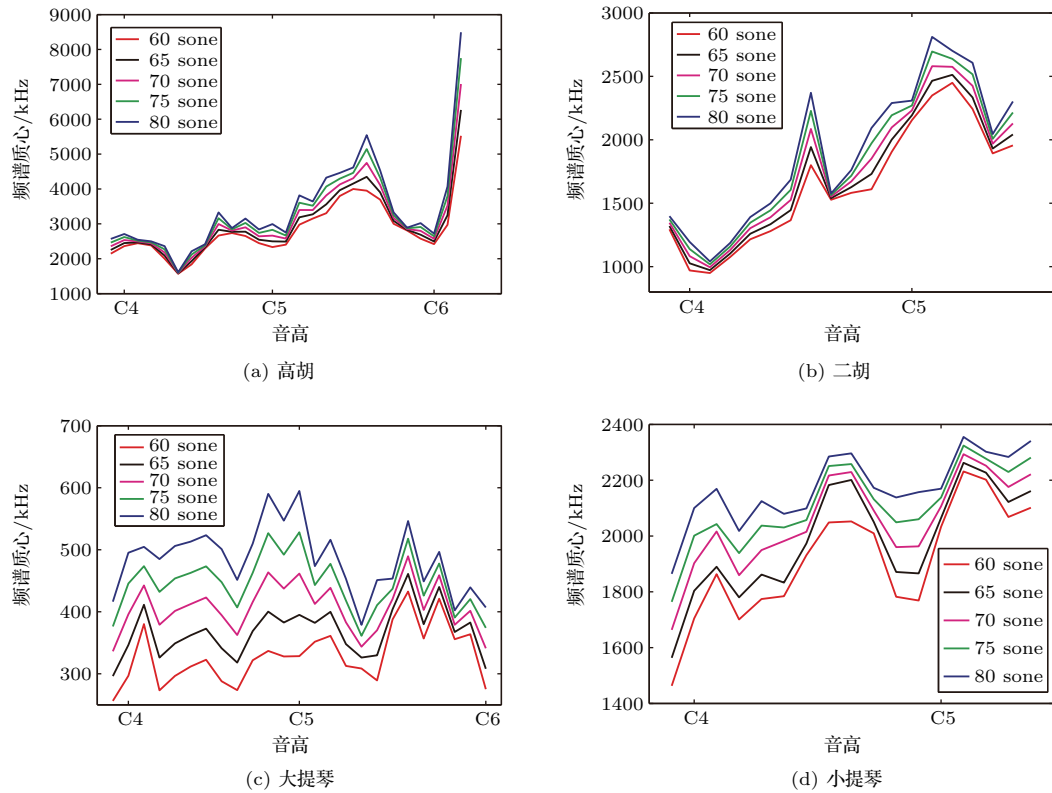 9000
8000
7000
6000
5000
4000
3000
2000
1000
频谱质心/kHz
60 sone
65 sone
70 sone
75 sone
80 sone
C4
C5
C6
音高
(a) 高胡
3000
2500
2000
1500
1000
频谱质心/kHz
60 sone
65 sone
70 sone
75 sone
80 sone
C4
C5
音高
(b) 二胡
700
600
500
400
300
频谱质心/kHz
60 sone
65 sone
70 sone
75 sone
80 sone
C4
C5
C6
音高
(c) 大提琴
2400
2200
2000
1800
1600
1400
频谱质心/kHz
60 sone
65 sone
70 sone
75 sone
80 sone
C4
C5
音高
(d) 小提琴